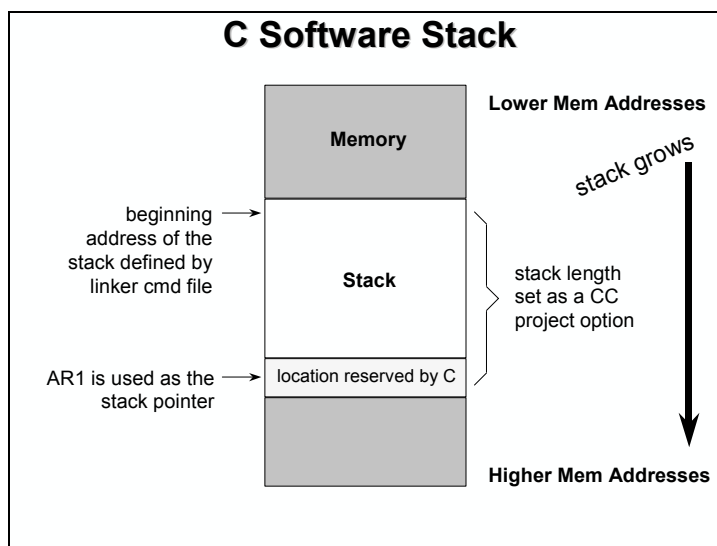 C Software Stack
Lower Mem Addresses
Memory
stack grows
beginning
address of the
stack defined by
linker cmd file
Stack
stack length
set as a CC
project option
AR1 is used as the
stack pointer
location reserved by C
Higher Mem Addresses